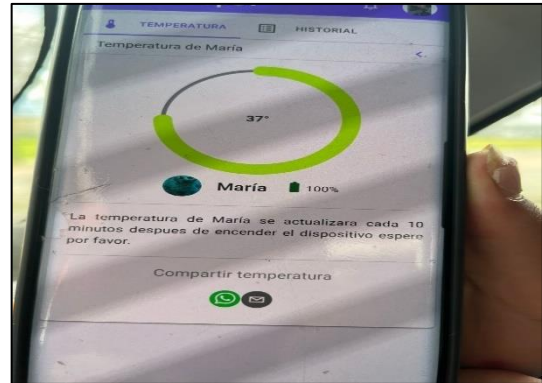 TEMPERATURA HISTORIAL
Temperatura de María
37°
María 100%
La temperatura de María se actualizara cada 10
minutos despues de encender el dispositivo espere
por favor.
Compartir temperatura